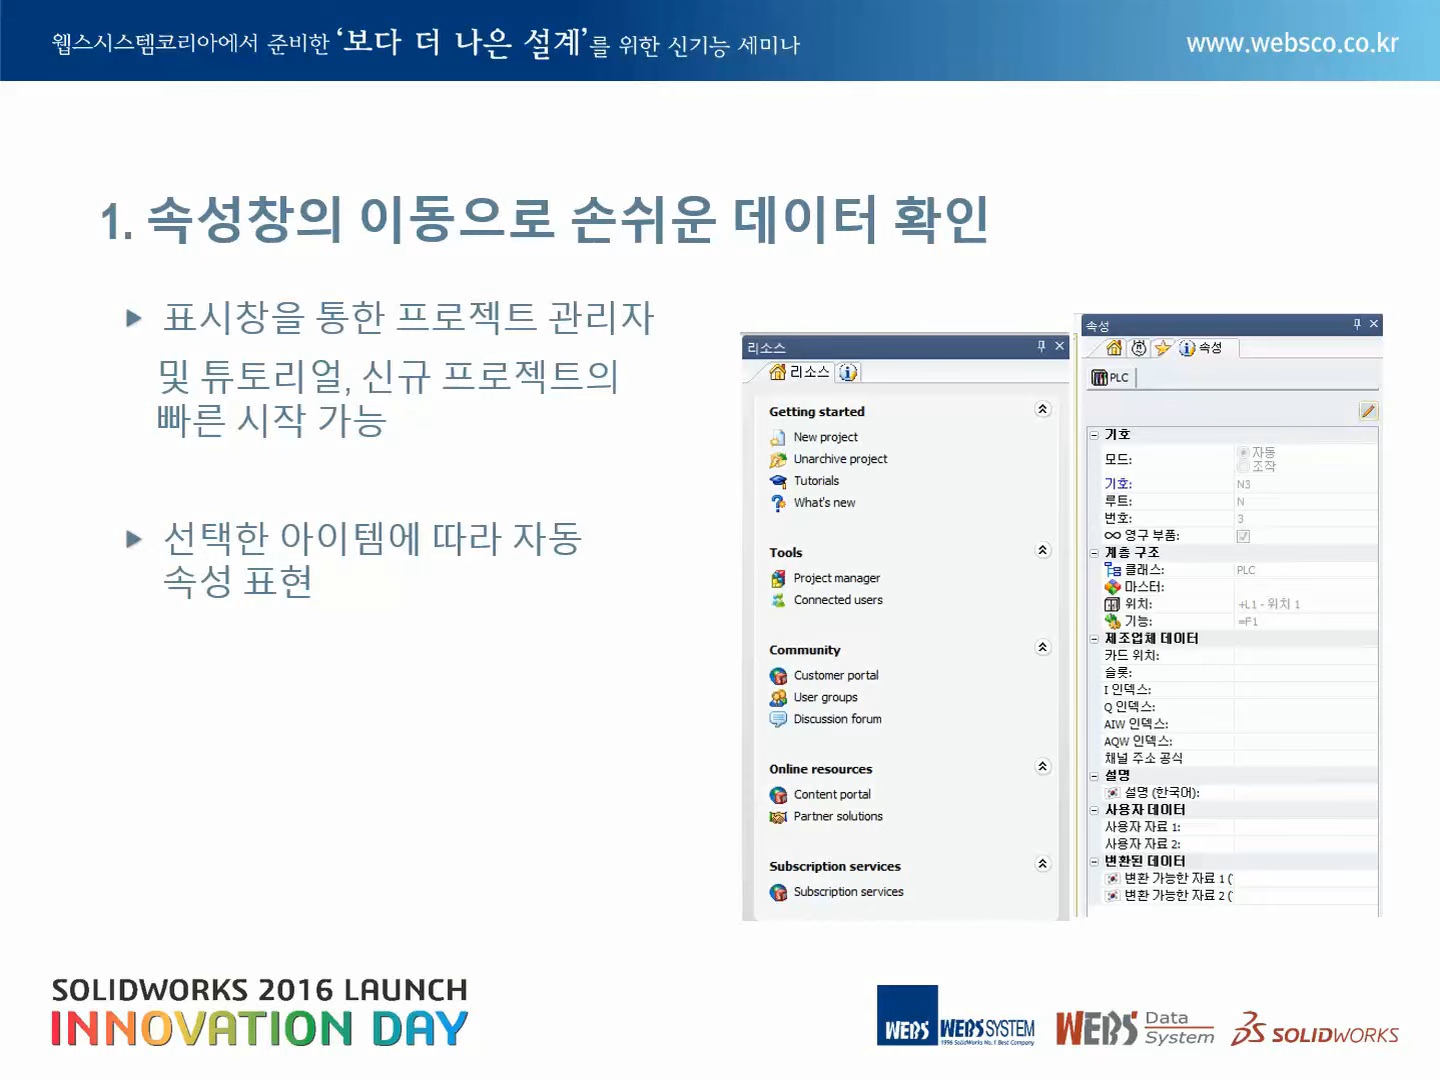 웹스시스템코리아에서 준비한 '보다 더 나은 설계'를 위한 신기능 세미나
www.websco.co.kr
1. 속성창의 이동으로 손쉬운 데이터 확인
표시창을 통한 프로젝트 관리자
및 튜토리얼, 신규 프로젝트의
빠른 시작 가능
선택한 아이템에 따라 자동
속성 표현
리소스
리소스
Getting started
New project
Unarchive project
Tutorials
What's new
Tools
Project manager
Connected users
Community
Customer portal
User groups
Discussion forum
Online resources
Content portal
Partner solutions
Subscription services
Subscription services
속성
속성
PLC
기호
모드: 자동
조작
기호: N3
루트: N
번호: 3
영구 부품:
계층 구조
클래스: PLC
마스터:
위치: +L1 - 위치 1
기능: =F1
제조업체 데이터
카드 위치:
슬롯:
I 인덱스:
Q 인덱스:
AIW 인덱스:
AQW 인덱스:
채널 주소 공식
설명
설명 (한국어):
사용자 데이터
사용자 자료 1:
사용자 자료 2:
변환된 데이터
변환 가능한 자료 1 (
변환 가능한 자료 2 (
SOLIDWORKS 2016 LAUNCH
INNOVATION DAY
WEBS WEBS SYSTEM
1996 SolidWorks No.1 Best Company
WEBS Data System
SOLIDWORKS